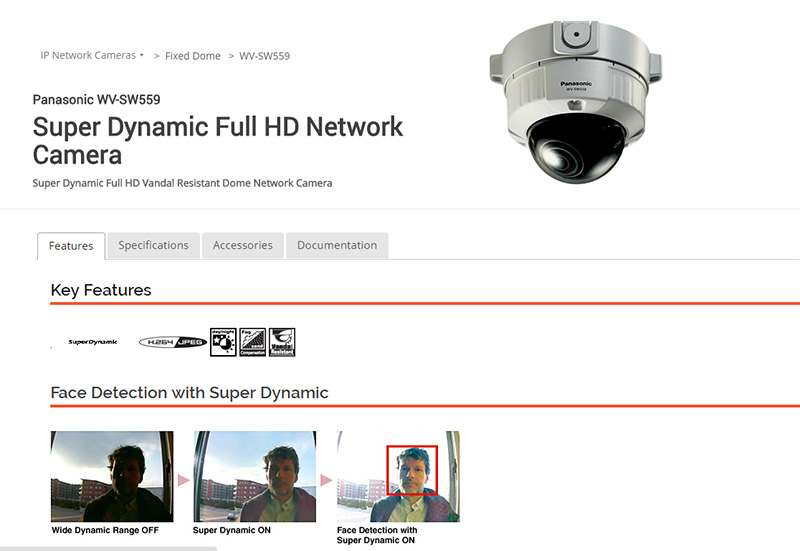 IP Network Cameras > Fixed Dome > WV-SW559
Panasonic
WV-SW559
Panasonic WV-SW559
Super Dynamic Full HD Network
Camera
Super Dynamic Full HD Vandal Resistant Dome Network Camera
Features
Specifications
Accessories
Documentation
Key Features
Super Dynamic
H.264 JPEG
day/night
Fog
Compensation
Vandal
Resistant
Face Detection with Super Dynamic
Wide Dynamic Range OFF
Super Dynamic ON
Face Detection with
Super Dynamic ON